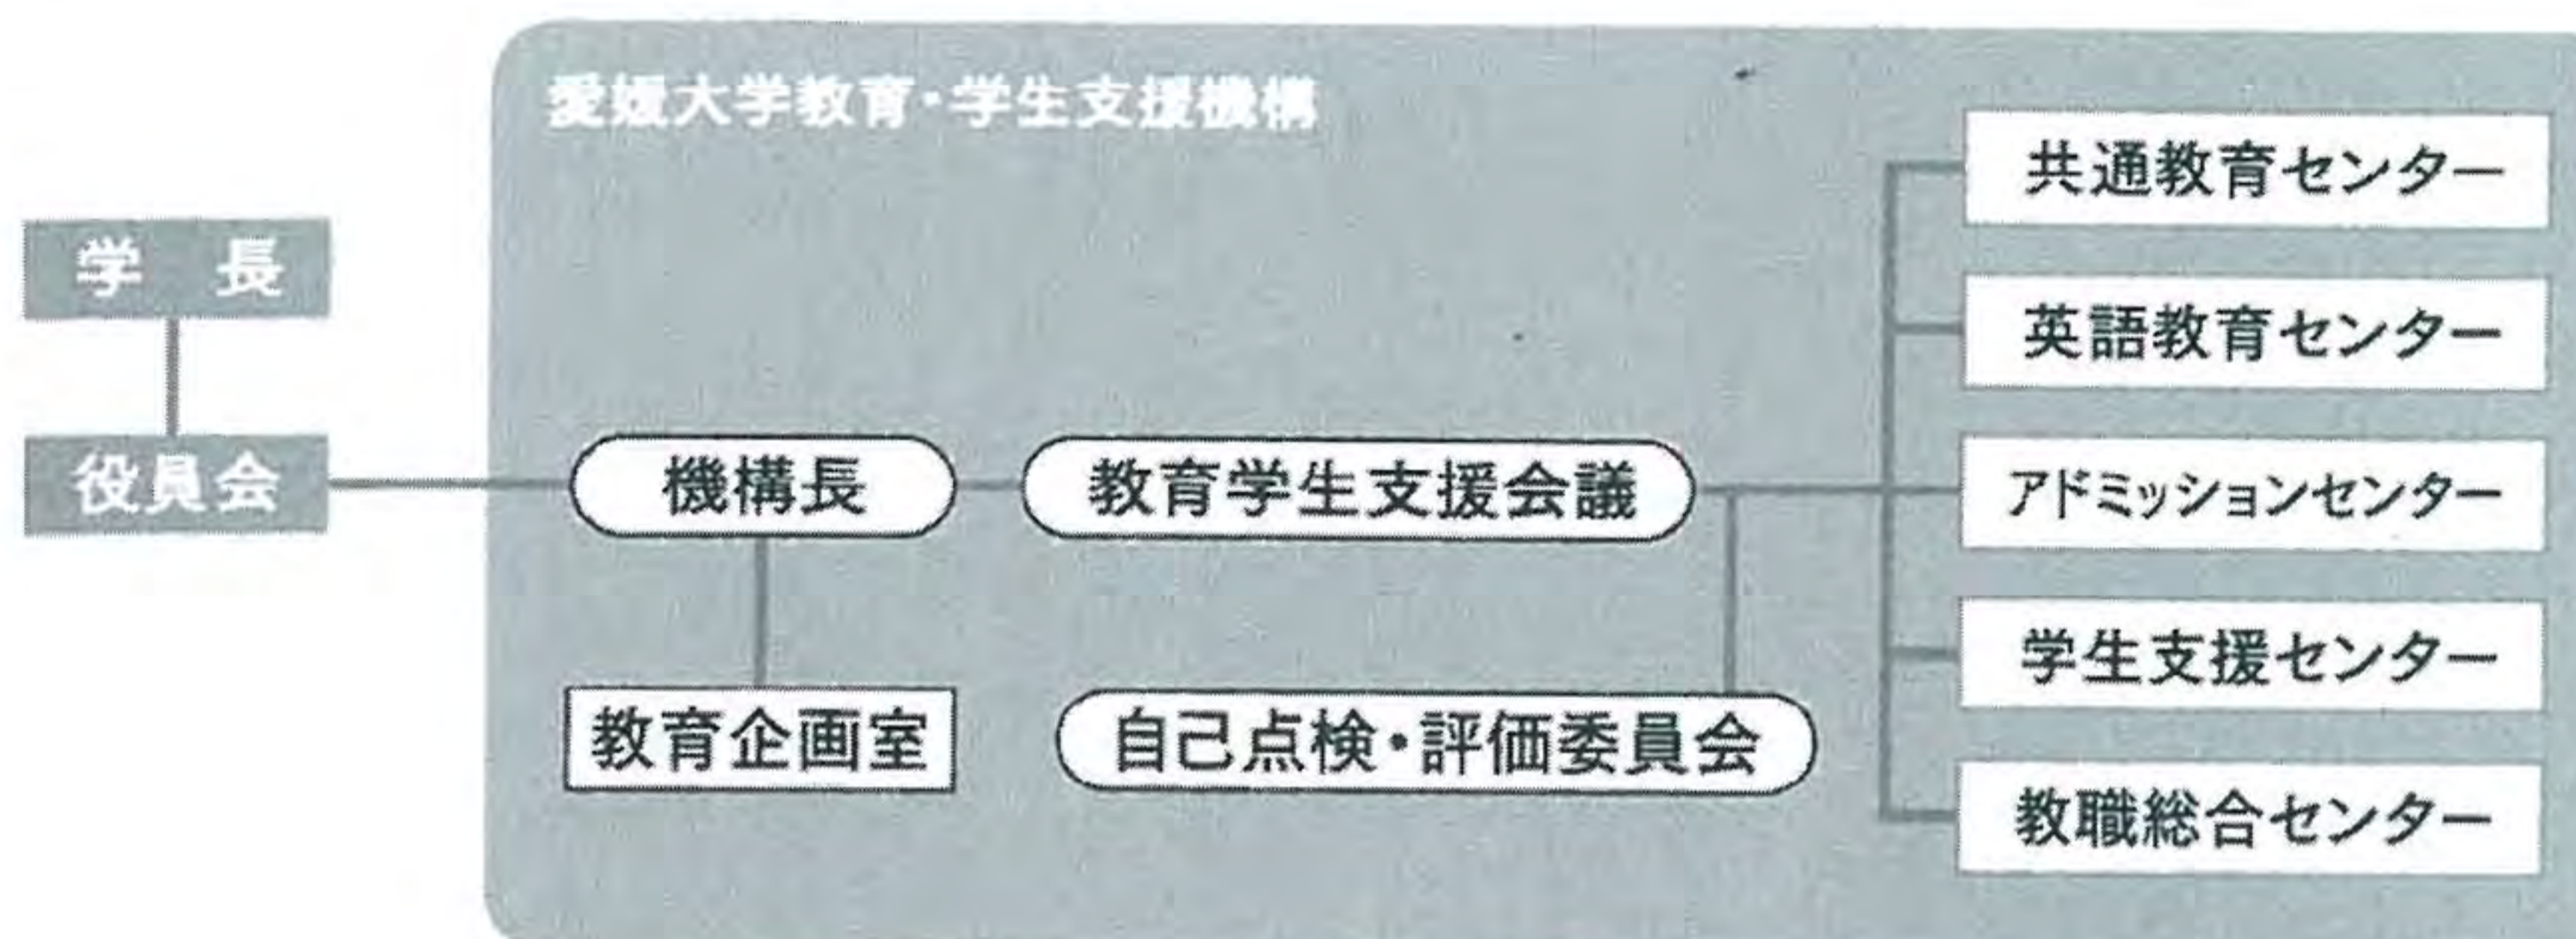 愛媛大学教育・学生支援機構
学 長
役員会
機構長
教育学生支援会議
教育企画室
自己点検・評価委員会
共通教育センター
英語教育センター
アドミッションセンター
学生支援センター
教職総合センター